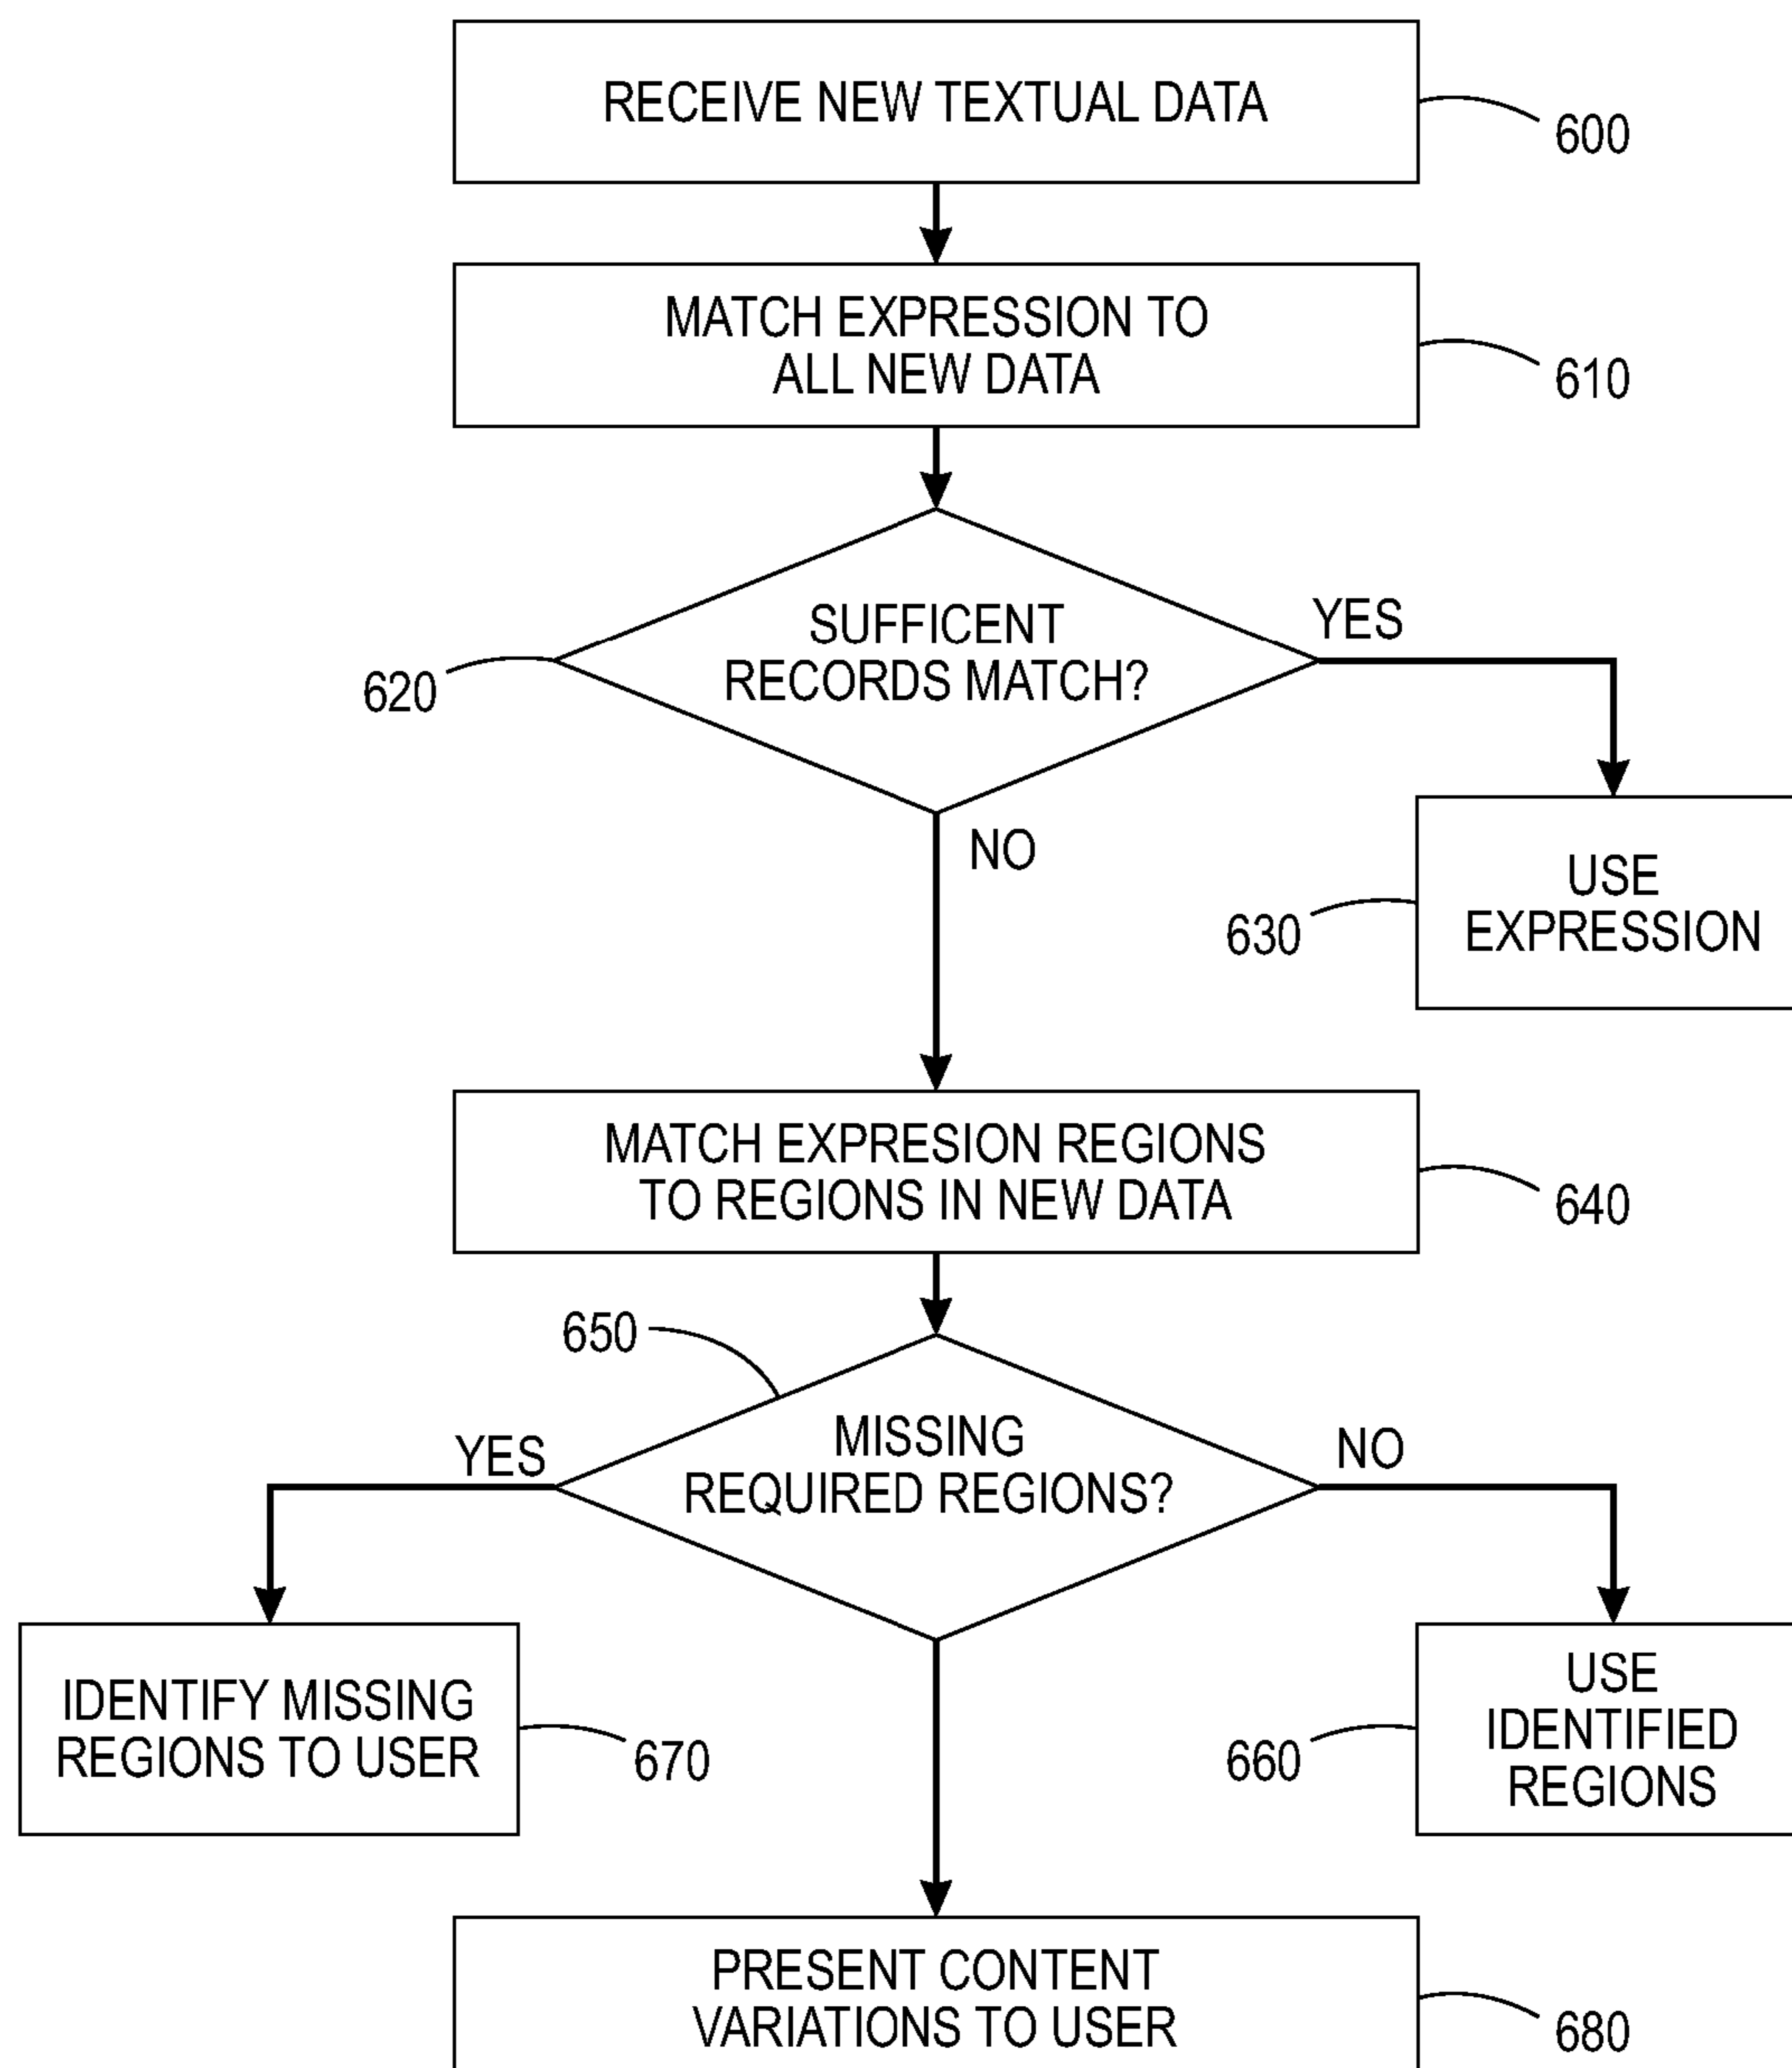 RECEIVE NEW TEXTUAL DATA
600
MATCH EXPRESSION TO
ALL NEW DATA
610
SUFFICENT
RECORDS MATCH?
620
YES
NO
USE
EXPRESSION
630
MATCH EXPRESION REGIONS
TO REGIONS IN NEW DATA
640
650
MISSING
REQUIRED REGIONS?
YES
NO
IDENTIFY MISSING
REGIONS TO USER
670
USE
IDENTIFIED
REGIONS
660
PRESENT CONTENT
VARIATIONS TO USER
680